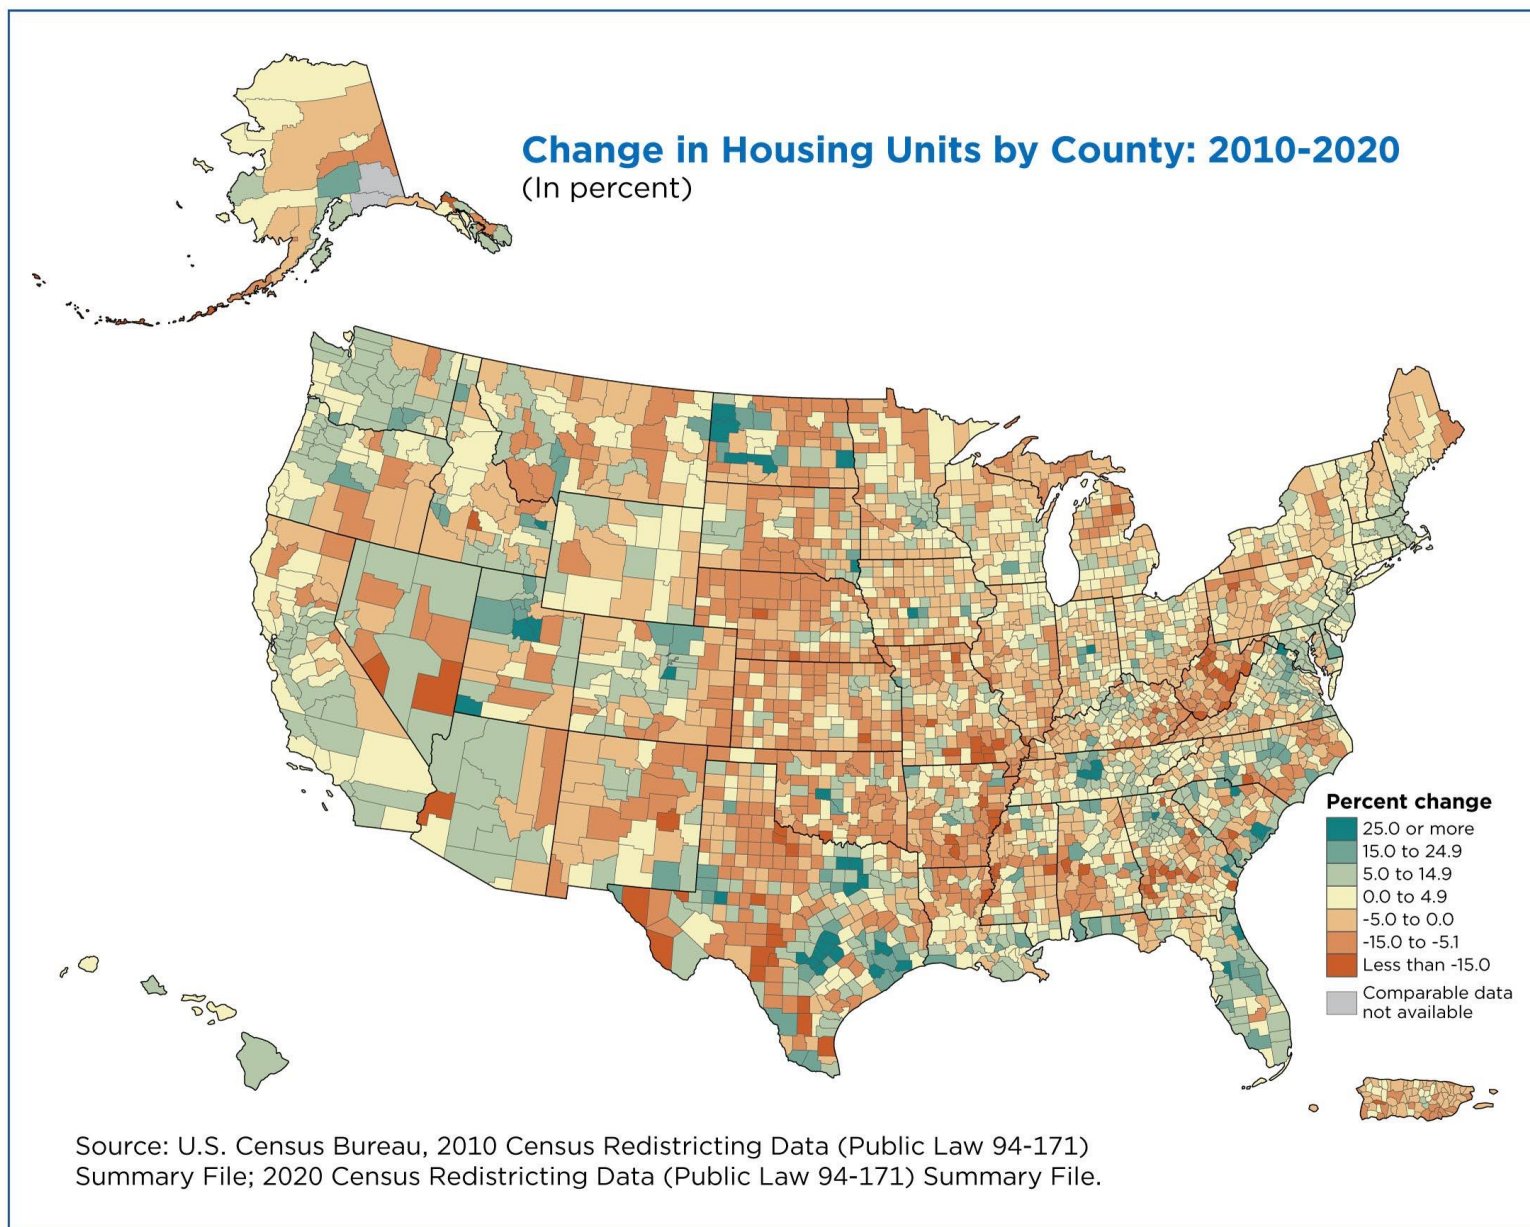 Change in Housing Units by County: 2010-2020
(In percent)
Percent change
25.0 or more
15.0 to 24.9
5.0 to 14.9
0.0 to 4.9
-5.0 to 0.0
-15.0 to -5.1
Less than -15.0
Comparable data
not available
Source: U.S. Census Bureau, 2010 Census Redistricting Data (Public Law 94-171)
Summary File; 2020 Census Redistricting Data (Public Law 94-171) Summary File.